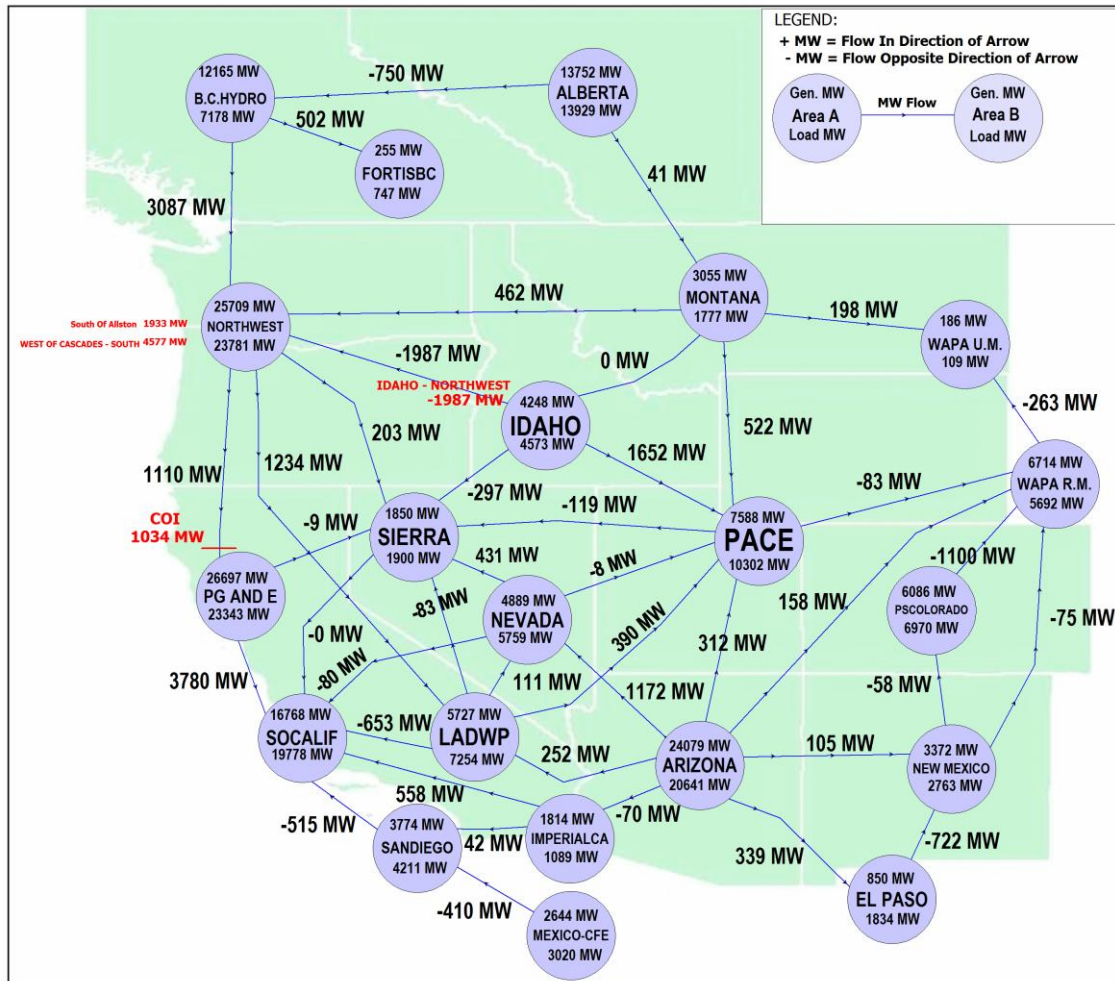 LEGEND:
+ MW = Flow In Direction of Arrow
- MW = Flow Opposite Direction of Arrow
Gen. MW
Area A
Load MW
MW Flow
Gen. MW
Area B
Load MW
12165 MW
B.C.HYDRO
7178 MW
-750 MW
13752 MW
ALBERTA
13929 MW
502 MW
255 MW
FORTISBC
747 MW
41 MW
3087 MW
3055 MW
MONTANA
1777 MW
462 MW
198 MW
25709 MW
NORTHWEST
23781 MW
South Of Allston 1933 MW
WEST OF CASCADES - SOUTH 4577 MW
186 MW
WAPA U.M.
109 MW
-1987 MW
0 MW
IDAHO - NORTHWEST
-1987 MW
4248 MW
IDAHO
4573 MW
-263 MW
203 MW
522 MW
1110 MW
1234 MW
1652 MW
-297 MW
-83 MW
6714 MW
WAPA R.M.
5692 MW
COI
1034 MW
-9 MW
-119 MW
1850 MW
SIERRA
1900 MW
7588 MW
PACE
10302 MW
431 MW
-8 MW
-1100 MW
26697 MW
PG AND E
23343 MW
-83 MW
4889 MW
NEVADA
5759 MW
390 MW
158 MW
6086 MW
PSCOLORADO
6970 MW
-75 MW
-0 MW
-80 MW
312 MW
3780 MW
111 MW
1172 MW
-58 MW
16768 MW
SOCALIF
19778 MW
-653 MW
5727 MW
LADWP
7254 MW
252 MW
24079 MW
ARIZONA
20641 MW
105 MW
3372 MW
NEW MEXICO
2763 MW
558 MW
-70 MW
-515 MW
3774 MW
SANDIEGO
4211 MW
42 MW
1814 MW
IMPERIALCA
1089 MW
339 MW
-722 MW
850 MW
EL PASO
1834 MW
-410 MW
2644 MW
MEXICO-CFE
3020 MW